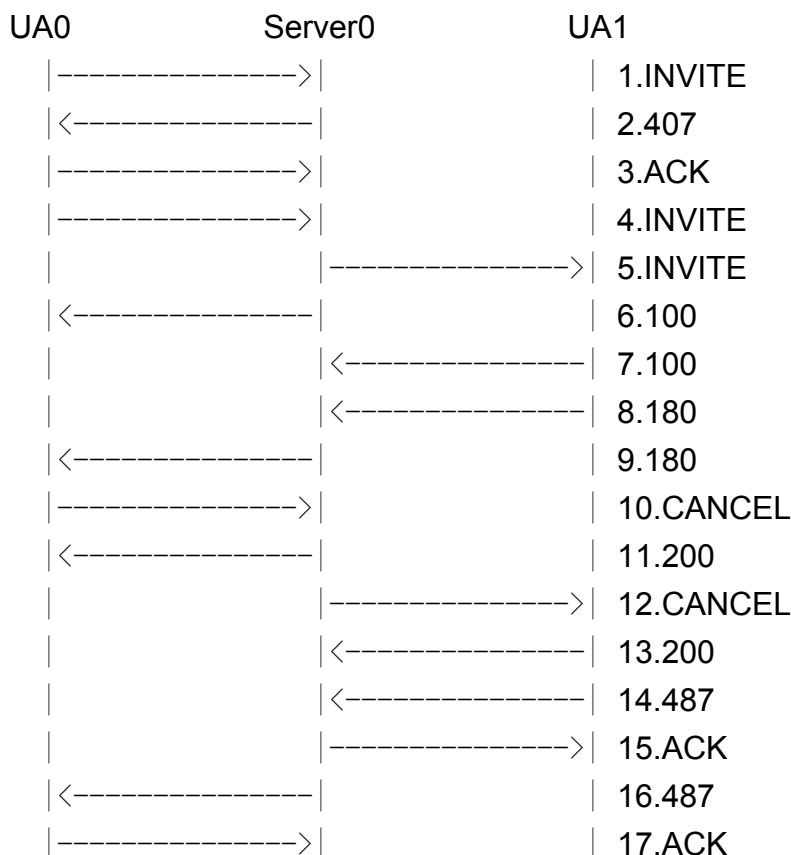 UA0 Server0 UA1
|--------------->| | 1.INVITE
|<---------------| | 2.407
|--------------->| | 3.ACK
|--------------->| | 4.INVITE
| |--------------->| 5.INVITE
|<---------------| | 6.100
| |<---------------| 7.100
| |<---------------| 8.180
|<---------------| | 9.180
|--------------->| | 10.CANCEL
|<---------------| | 11.200
| |--------------->| 12.CANCEL
| |<---------------| 13.200
| |<---------------| 14.487
| |--------------->| 15.ACK
|<---------------| | 16.487
|--------------->| | 17.ACK